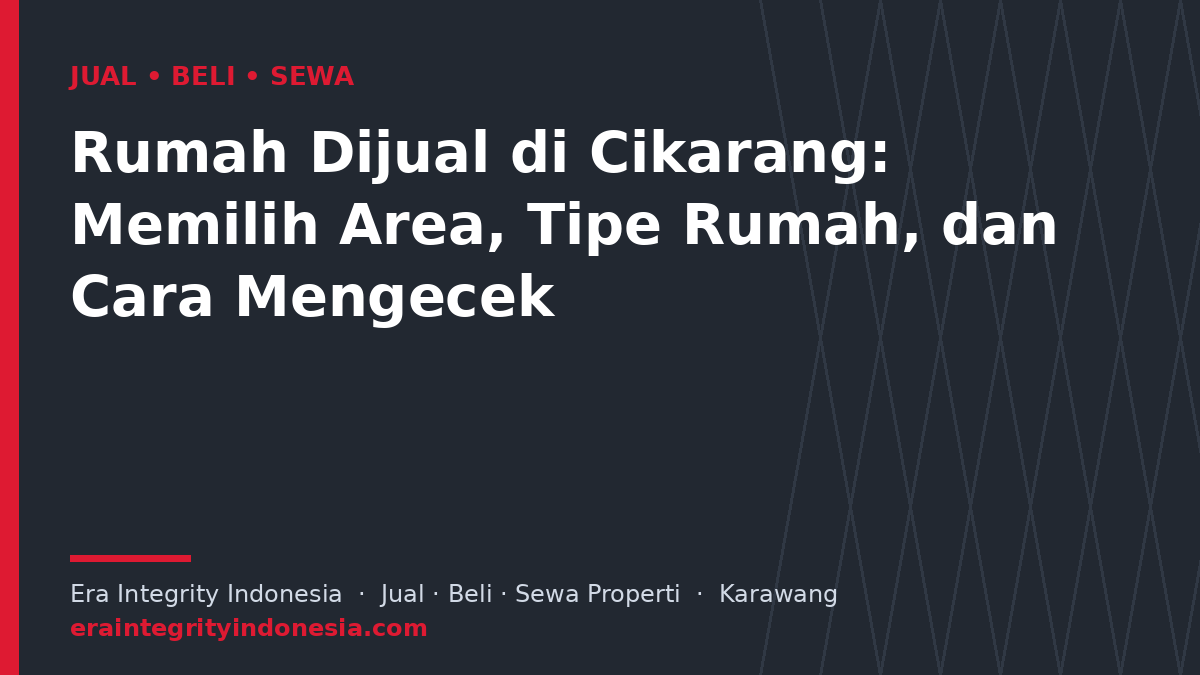 JUAL • BELI • SEWA
Rumah Dijual di Cikarang:
Memilih Area, Tipe Rumah, dan
Cara Mengecek
Era Integrity Indonesia · Jual · Beli · Sewa Properti · Karawang
eraintegrityindonesia.com